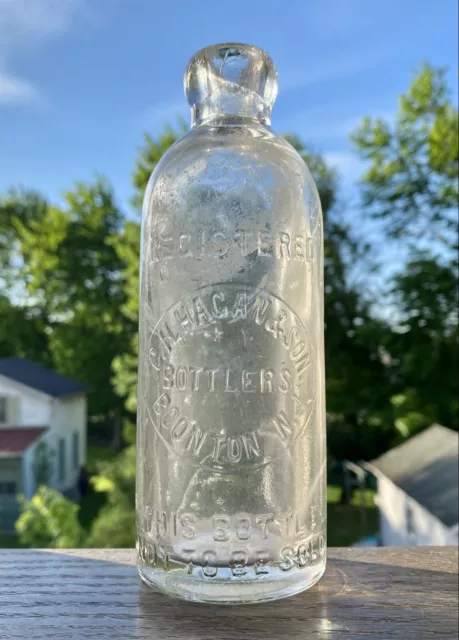 REGISTERED
C.N. HAGAN & SON
BOTTLERS
BOONTON N.J.
THIS BOTTLE
NOT TO BE SOLD